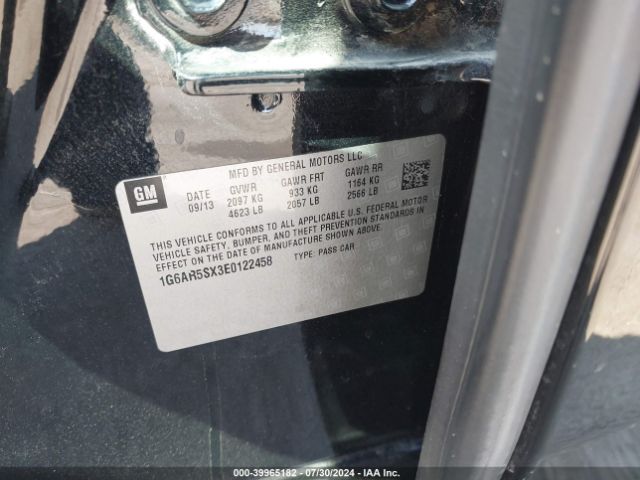 MFD BY GENERAL MOTORS LLC
GM
DATE GVWR GAWR FRT GAWR RR
09/13 2097 KG 933 KG 1164 KG
4623 LB 2057 LB 2566 LB
THIS VEHICLE CONFORMS TO ALL APPLICABLE U.S. FEDERAL MOTOR
VEHICLE SAFETY, BUMPER, AND THEFT PREVENTION STANDARDS IN
EFFECT ON THE DATE OF MANUFACTURE SHOWN ABOVE.
1G6AR5SX3E0122458 TYPE: PASS CAR
000-39965182 - 07/30/2024 - IAA Inc.